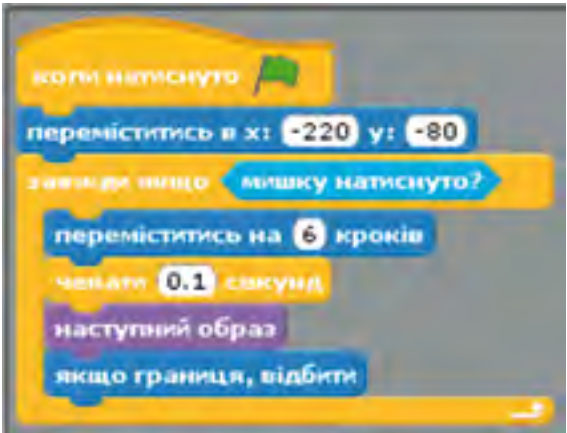 коли натиснуто
переміститись в x: -220 y: -80
завжди якщо мишку натиснуто?
переміститись на 6 кроків
чекати 0.1 секунд
наступний образ
якщо границя, відбити